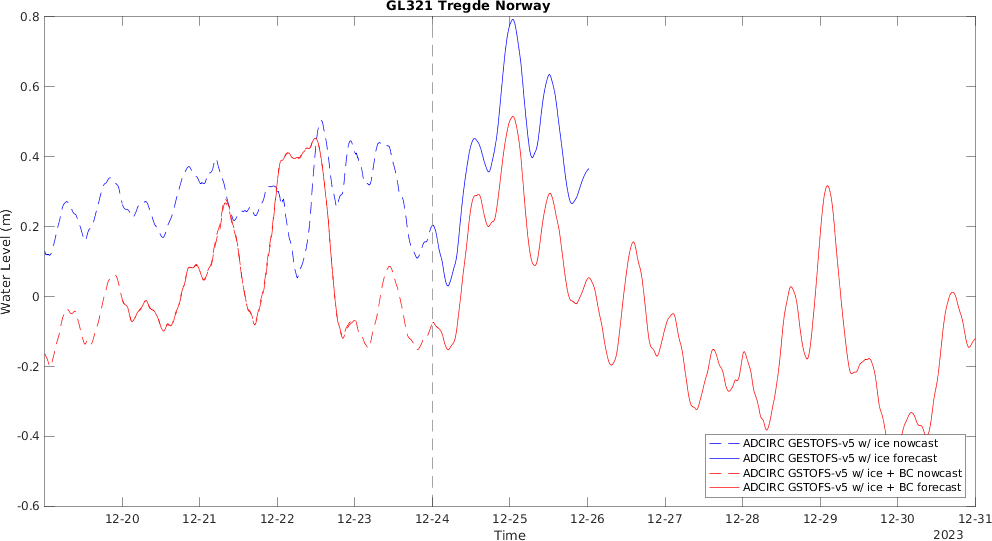 GL321 Tregde Norway
0.8
0.6
0.4
0.2
0
-0.2
-0.4
-0.6
Water Level (m)
ADCIRC GESTOFS-v5 w/ ice nowcast
ADCIRC GESTOFS-v5 w/ ice forecast
ADCIRC GSTOFS-v5 w/ ice + BC nowcast
ADCIRC GSTOFS-v5 w/ ice + BC forecast
12-20 12-21 12-22 12-23 12-24 12-25 12-26 12-27 12-28 12-29 12-30 12-31
Time
2023